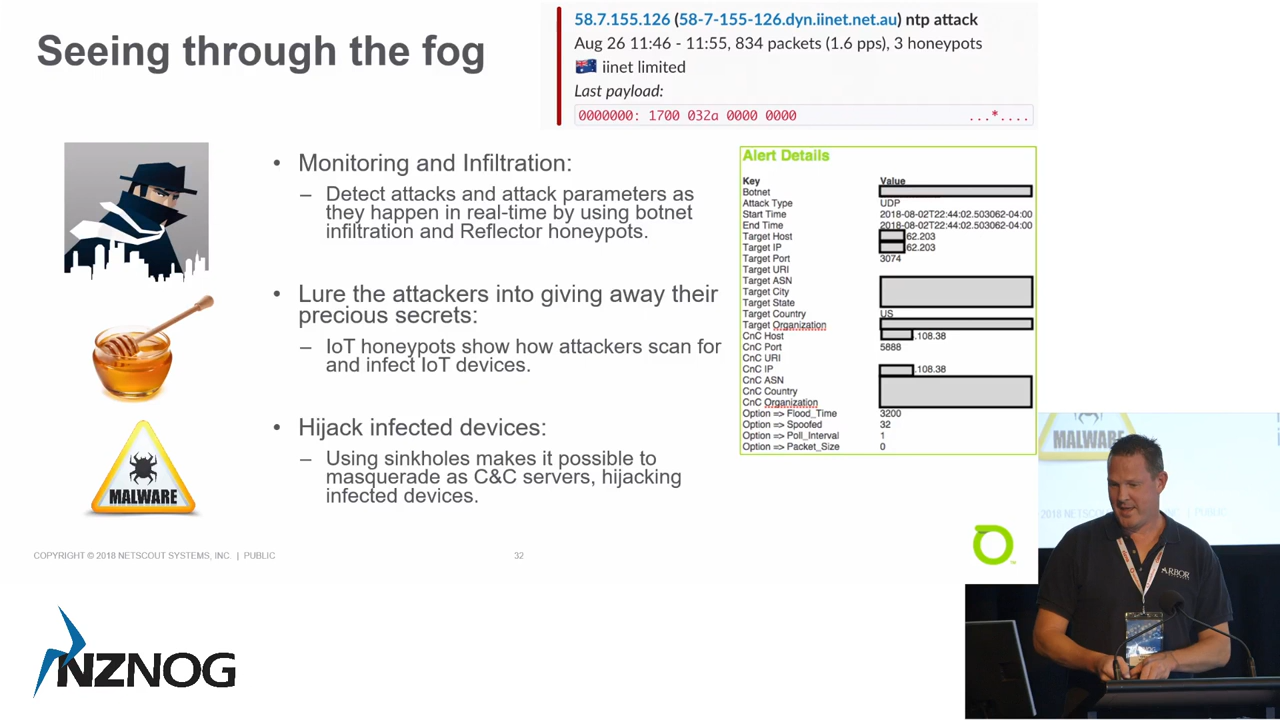 Seeing through the fog
58.7.155.126 (58-7-155-126.dyn.iinet.net.au) ntp attack
Aug 26 11:46 - 11:55, 834 packets (1.6 pps), 3 honeypots
iinet limited
Last payload:
0000000: 1700 032a 0000 0000 ...*....
• Monitoring and Infiltration:
– Detect attacks and attack parameters as
they happen in real-time by using botnet
infiltration and Reflector honeypots.
• Lure the attackers into giving away their
precious secrets:
– IoT honeypots show how attackers scan for
and infect IoT devices.
• Hijack infected devices:
– Using sinkholes makes it possible to
masquerade as C&C servers, hijacking
infected devices.
MALWARE
Alert Details
Key Value
Botnet
Attack Type UDP
Start Time 2018-08-02T22:44:02.503062-04:00
End Time 2018-08-02T22:44:02.503062-04:00
Target Host 62.203
Target IP 62.203
Target Port 3074
Target URI
Target ASN
Target City
Target State
Target Country US
Target Organization
CnC Host .108.38
CnC Port 5888
CnC URI
CnC IP .108.38
CnC ASN
CnC Country
CnC Organization
Option => Flood_Time 3200
Option => Spoofed 32
Option => Poll_Interval 1
Option => Packet_Size 0
COPYRIGHT © 2018 NETSCOUT SYSTEMS, INC. | PUBLIC 32
MALWARE
2018 NETSCOUT SYSTEMS, INC. | PUBLIC
ARBOR
NZNOG
NZNOG